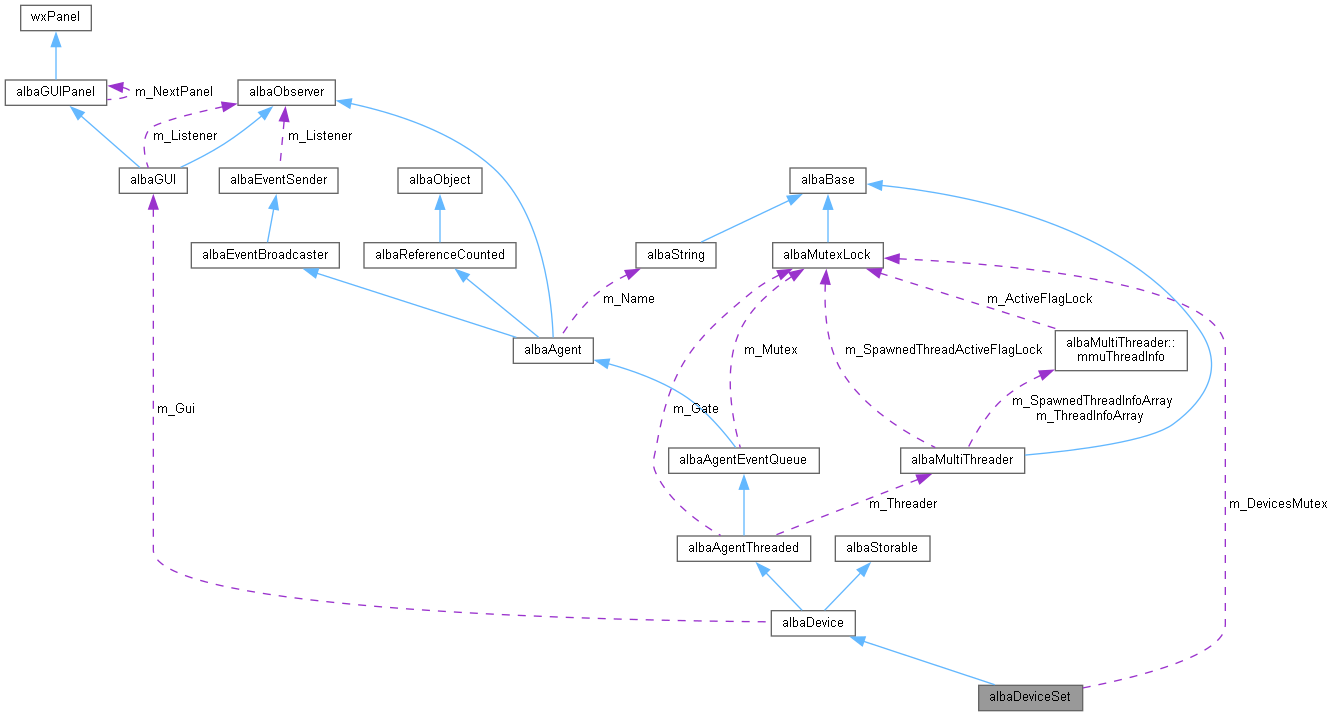 wxPanel
albaGUIPanel
m_NextPanel
albaObserver
m_Listener
m_Listener
albaGUI
albaEventSender
albaObject
albaBase
albaEventBroadcaster
albaReferenceCounted
albaString
albaMutexLock
m_Name
m_ActiveFlagLock
albaAgent
m_Mutex
m_SpawnedThreadActiveFlagLock
albaMultiThreader::
mmuThreadInfo
m_Gui
m_Gate
m_SpawnedThreadInfoArray
m_ThreadInfoArray
albaAgentEventQueue
albaMultiThreader
m_Threader
m_DevicesMutex
albaAgentThreaded
albaStorable
albaDevice
albaDeviceSet